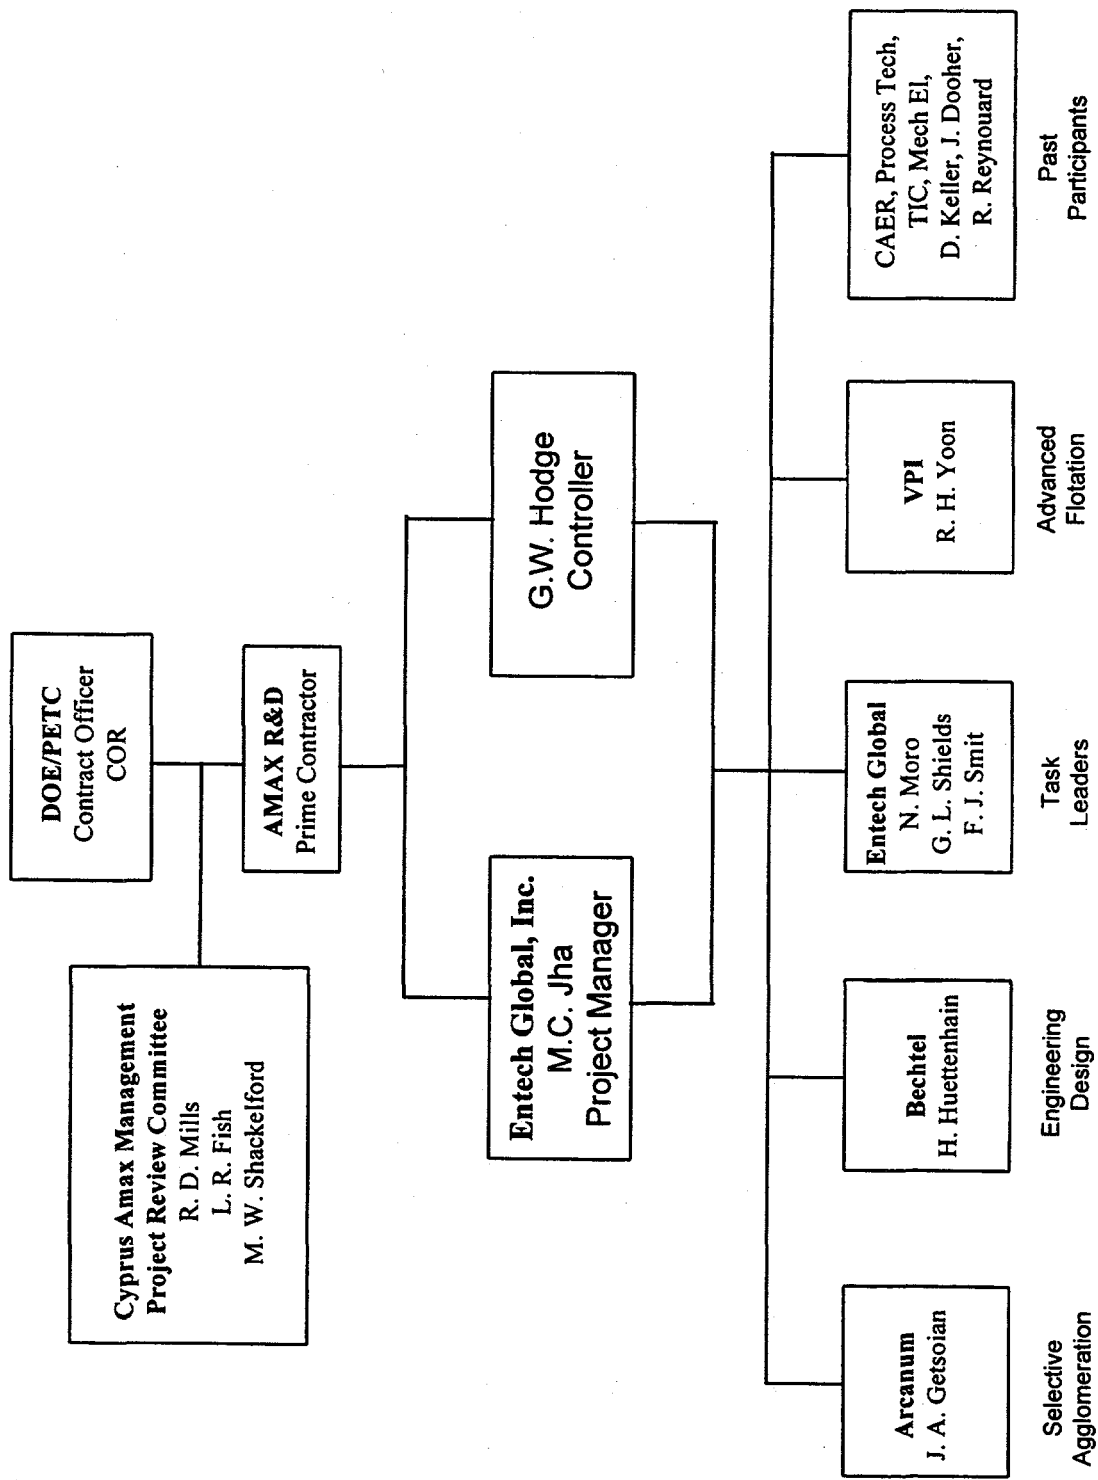 DOE/PETC
Contract Officer
COR
Cyprus Amax Management
Project Review Committee
R. D. Mills
L. R. Fish
M. W. Shackelford
AMAX R&D
Prime Contractor
Entech Global, Inc.
M.C. Jha
Project Manager
G.W. Hodge
Controller
Arcanum
J. A. Getsoian
Selective
Agglomeration
Bechtel
H. Huettenhain
Engineering
Design
Entech Global
N. Moro
G. L. Shields
F. J. Smit
Task
Leaders
VPI
R. H. Yoon
Advanced
Flotation
CAER, Process Tech,
TIC, Mech El,
D. Keller, J. Dooher,
R. Reynouard
Past
Participants